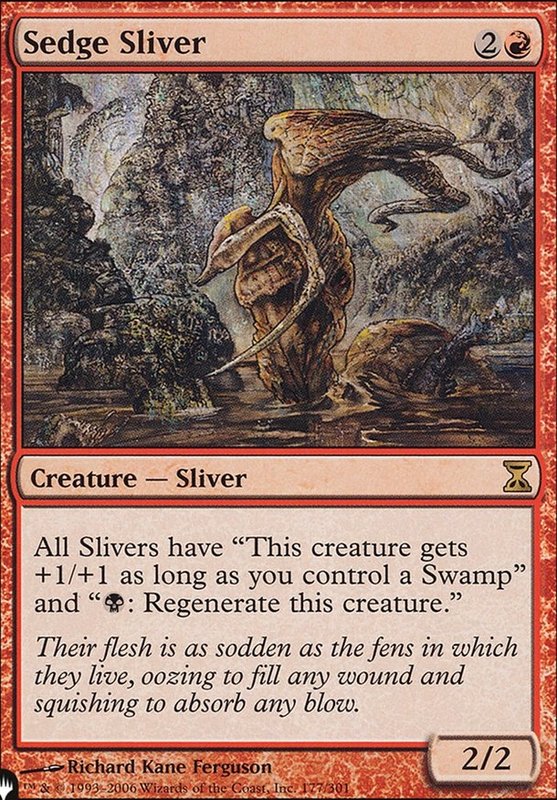 Sedge Sliver 2
Creature — Sliver
All Slivers have “This creature gets
+1/+1 as long as you control a Swamp”
and “: Regenerate this creature.”
Their flesh is as sodden as the fens in which
they live, oozing to fill any wound and
squishing to absorb any blow.
Richard Kane Ferguson
2/2
™ & © 1993–2006 Wizards of the Coast, Inc. 177/301